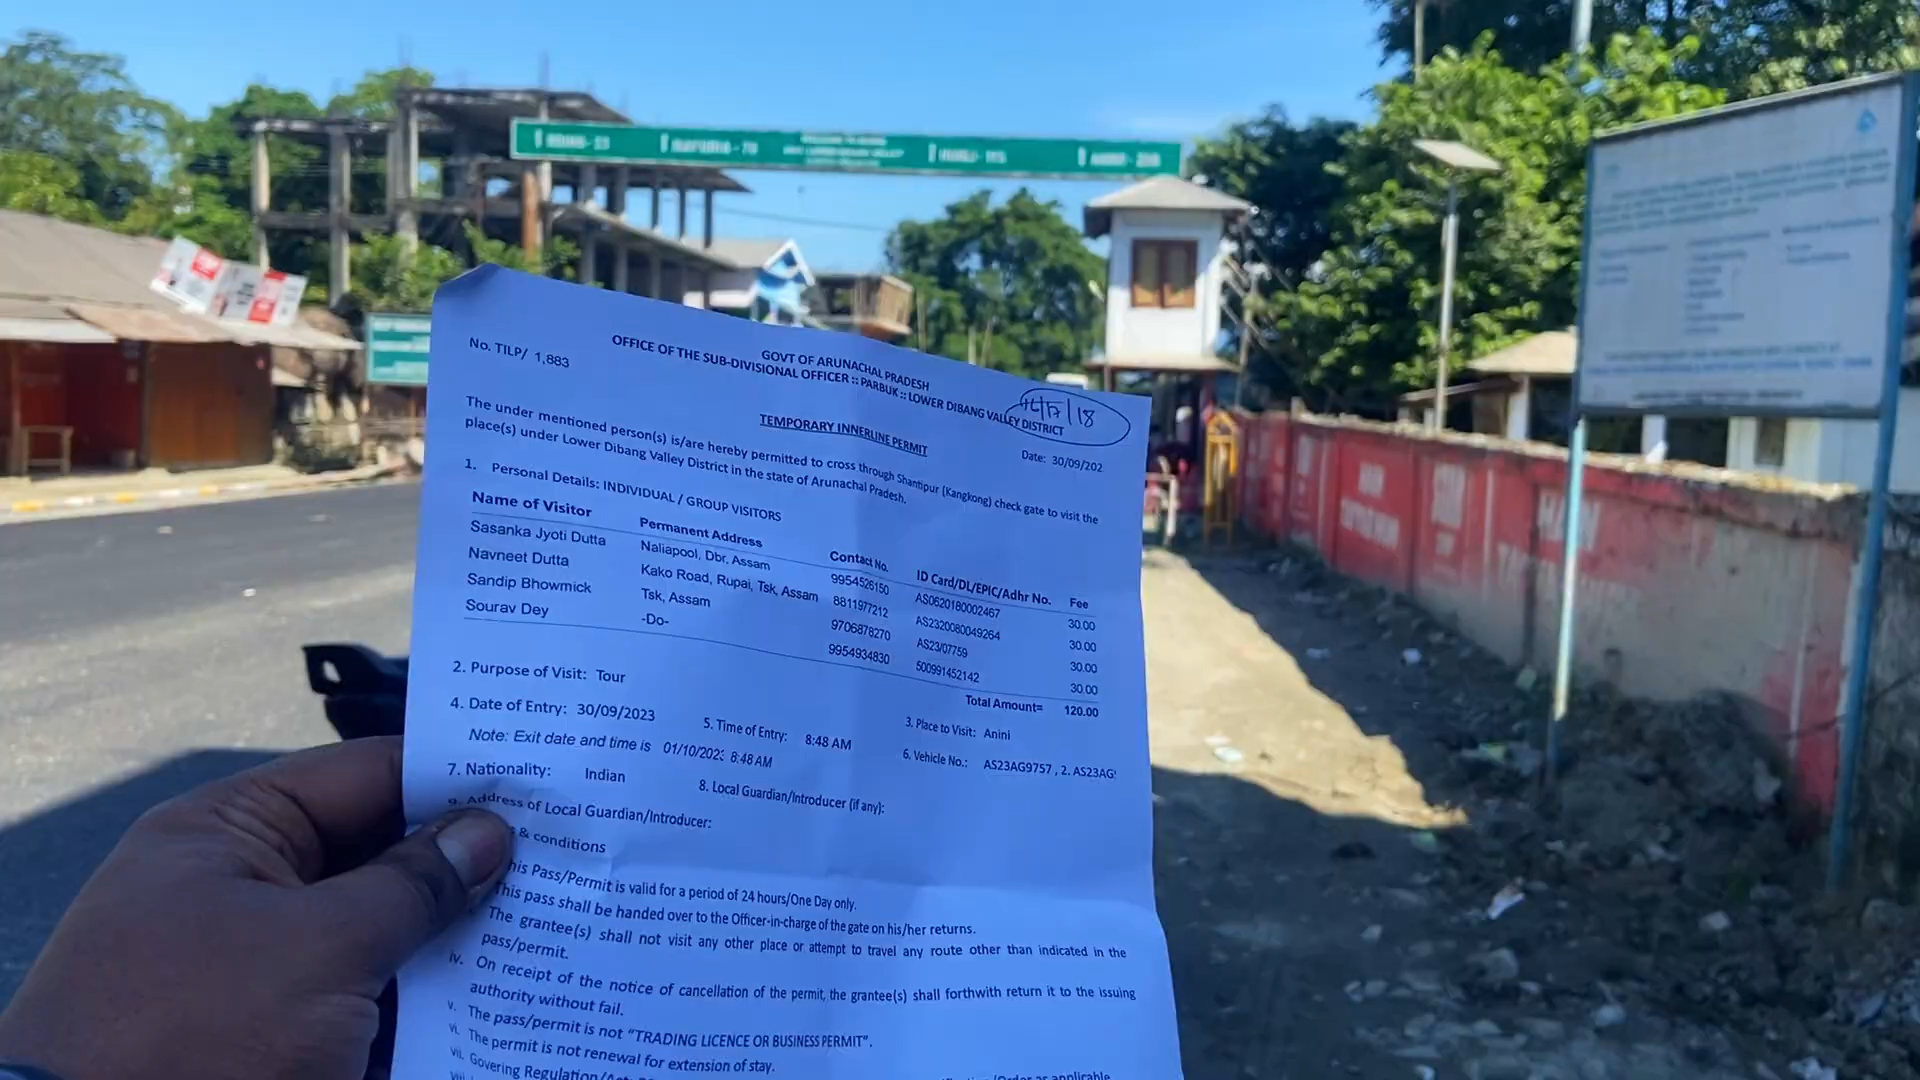 No. TILP/ 1,883
GOVT OF ARUNACHAL PRADESH
OFFICE OF THE SUB-DIVISIONAL OFFICER :: PARBUK :: LOWER DIBANG VALLEY DISTRICT
Date: 30/09/202
TEMPORARY INNERLINE PERMIT
The under mentioned person(s) is/are hereby permitted to cross through Shantipur (Kangkong) check gate to visit the
place(s) under Lower Dibang Valley District in the state of Arunachal Pradesh.
1. Personal Details: INDIVIDUAL / GROUP VISITORS
Name of Visitor Permanent Address Contact No. ID Card/DL/EPIC/Adhr No. Fee
Sasanka Jyoti Dutta Naliapool, Dbr, Assam 9954526150 AS0620180002467 30.00
Navneet Dutta Kako Road, Rupai, Tsk, Assam 8811977212 AS2320080049264 30.00
Sandip Bhowmick Tsk, Assam 9706878270 AS23/07759 30.00
Sourav Dey -Do- 9954934830 500991452142 30.00
Total Amount= 120.00
2. Purpose of Visit: Tour
3. Place to Visit: Anini
4. Date of Entry: 30/09/2023 5. Time of Entry: 8:48 AM
6. Vehicle No.: AS23AG9757 , 2. AS23AG
Note: Exit date and time is 01/10/2023 8:48 AM
7. Nationality: Indian 8. Local Guardian/Introducer (if any):
9. Address of Local Guardian/Introducer:
& conditions
his Pass/Permit is valid for a period of 24 hours/One Day only.
This pass shall be handed over to the Officer-in-charge of the gate on his/her returns.
The grantee(s) shall not visit any other place or attempt to travel any route other than indicated in the
pass/permit.
iv. On receipt of the notice of cancellation of the permit, the grantee(s) shall forthwith return it to the issuing
authority without fail.
v. The pass/permit is not "TRADING LICENCE OR BUSINESS PERMIT".
vi. The permit is not renewal for extension of stay.
vii. Governing Regulation/
as applicable